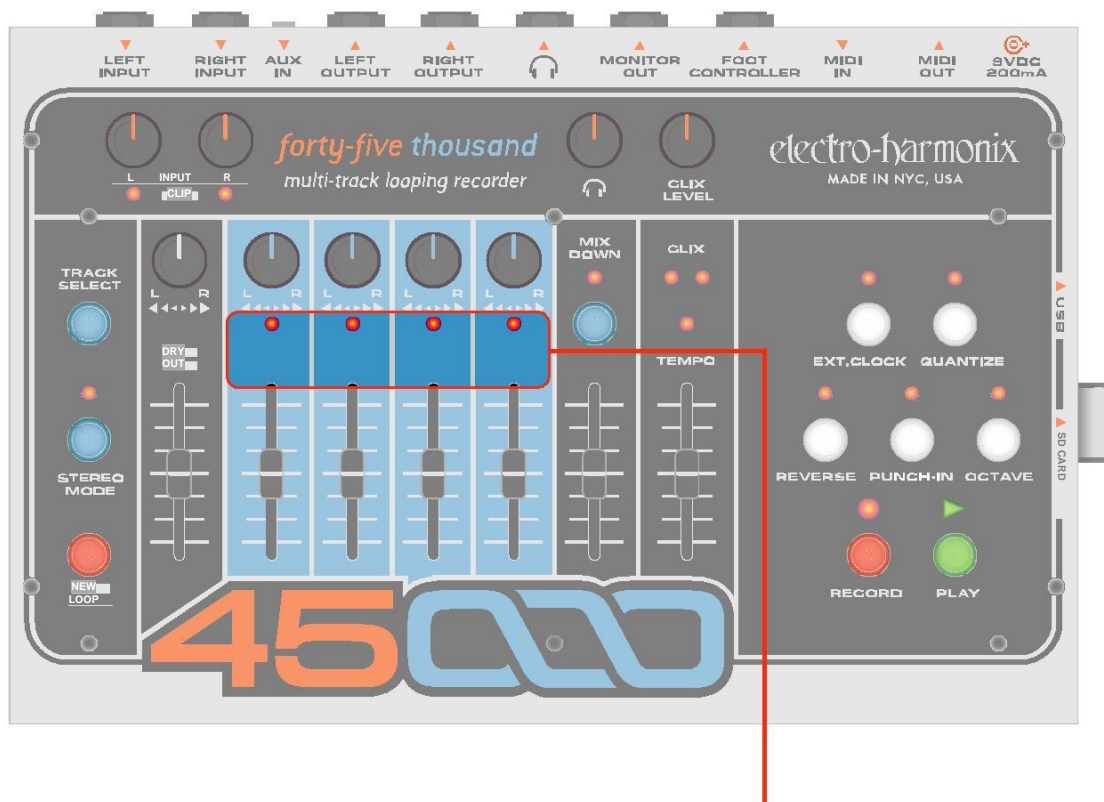 LEFT INPUT
RIGHT INPUT
AUX IN
LEFT OUTPUT
RIGHT OUTPUT
MONITOR OUT
FOOT CONTROLLER
MIDI IN
MIDI OUT
9VDC 200mA
forty-five thousand
multi-track looping recorder
electro-harmonix
MADE IN NYC, USA
L INPUT R
CLIP
CLIX LEVEL
TRACK SELECT
L R
L R
L R
L R
L R
MIX DOWN
CLIX
DRY OUT
TEMPO
EXT.CLOCK
QUANTIZE
USB
STEREO MODE
REVERSE
PUNCH-IN
OCTAVE
SD CARD
NEW LOOP
RECORD
PLAY
45000